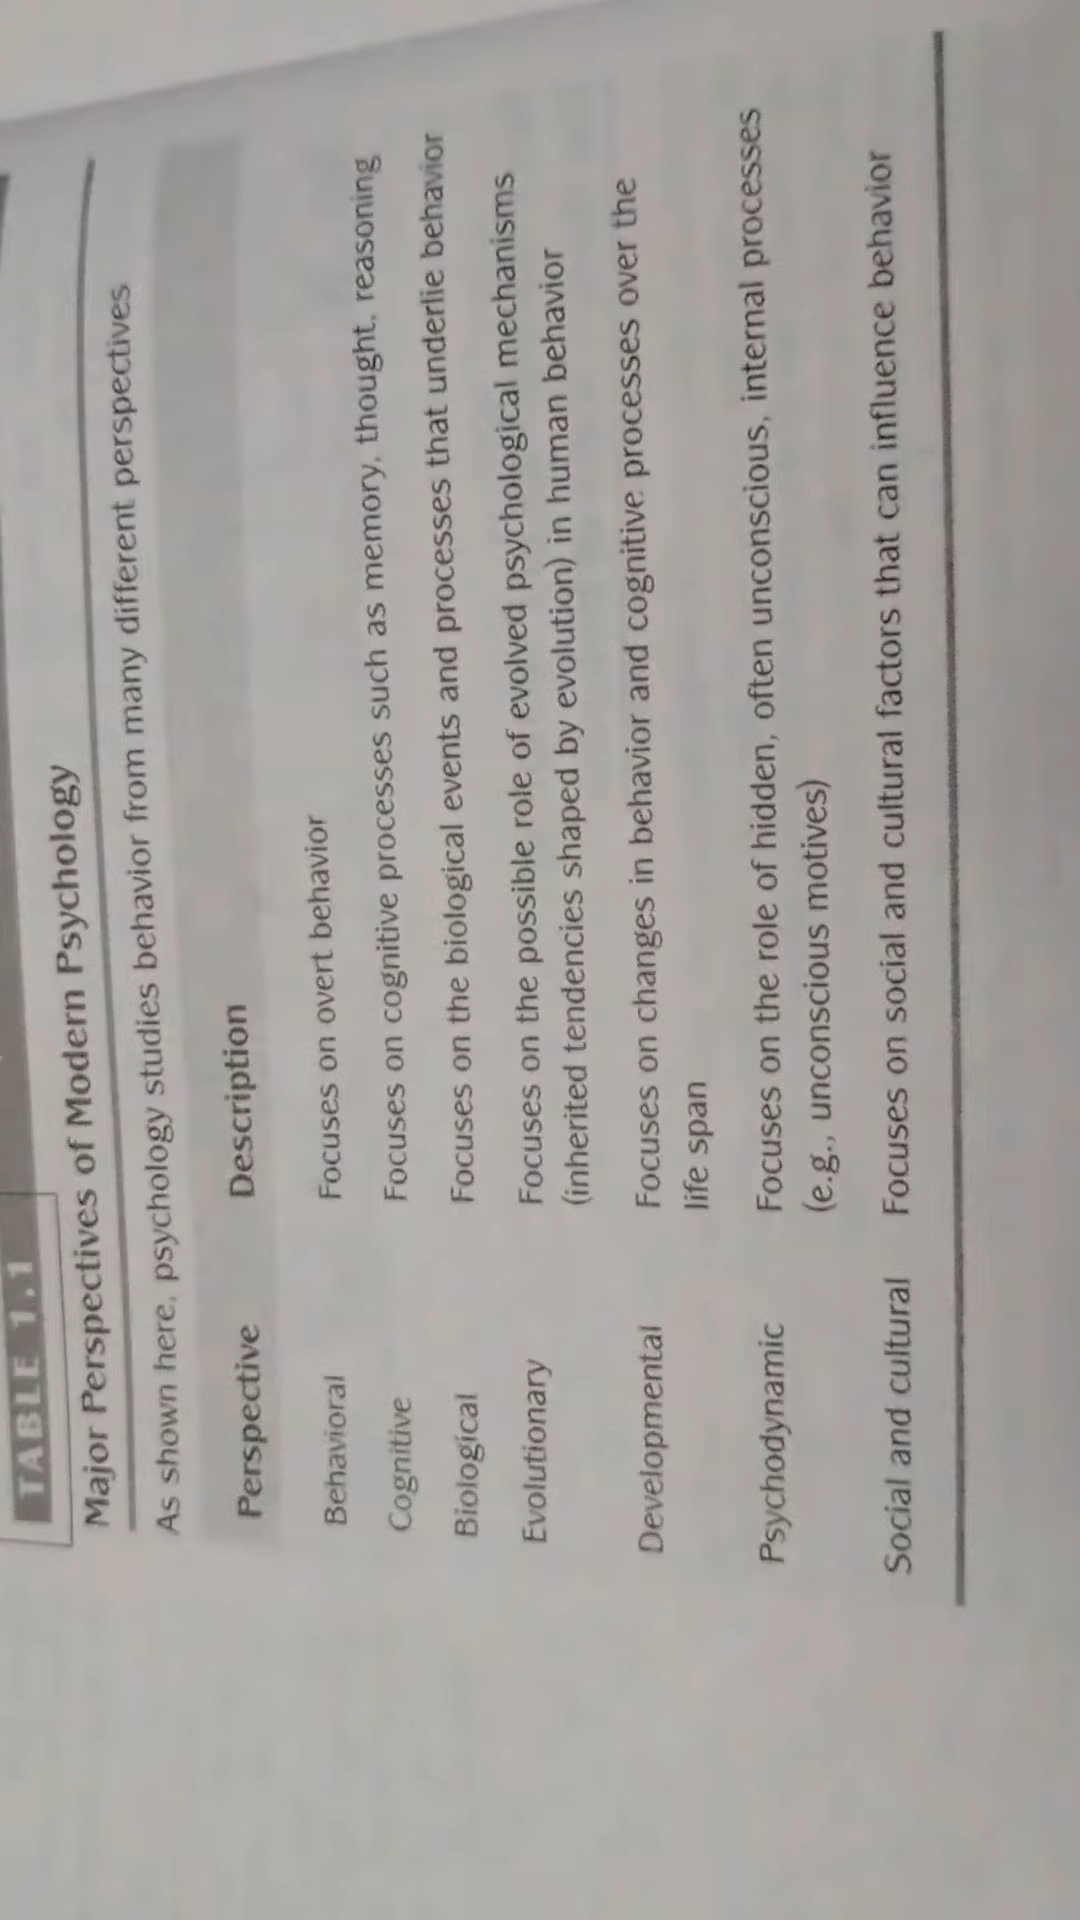 TABLE 1.1
Major Perspectives of Modern Psychology
As shown here, psychology studies behavior from many different perspectives
Perspective Description
Behavioral Focuses on overt behavior
Cognitive Focuses on cognitive processes such as memory, thought, reasoning
Biological Focuses on the biological events and processes that underlie behavior
Evolutionary Focuses on the possible role of evolved psychological mechanisms
(inherited tendencies shaped by evolution) in human behavior
Developmental Focuses on changes in behavior and cognitive processes over the
life span
Psychodynamic Focuses on the role of hidden, often unconscious, internal processes
(e.g., unconscious motives)
Social and cultural Focuses on social and cultural factors that can influence behavior